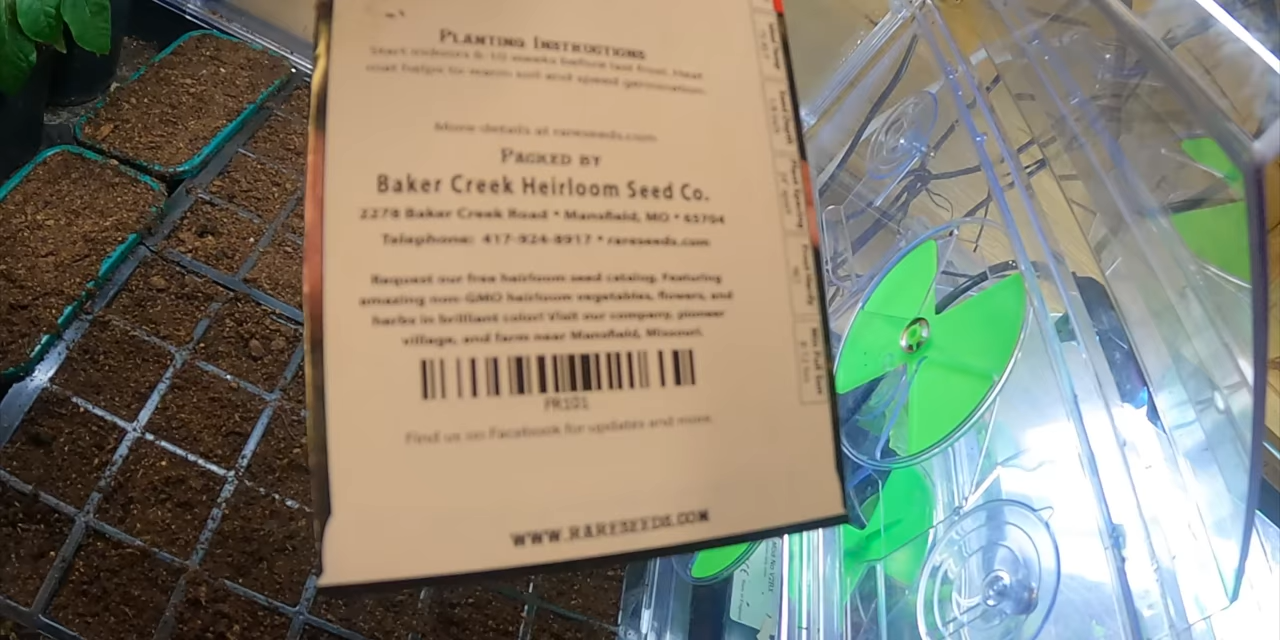 PLANTING INSTRUCTIONS
Start indoors 8-10 weeks before last frost. Heat
mat helps to warm soil and speed germination.
More details at rareseeds.com
PACKED BY
Baker Creek Heirloom Seed Co.
2278 Baker Creek Road • Mansfield, MO • 65704
Telephone: 417-924-8917 • rareseeds.com
Request our free heirloom seed catalog. Featuring
amazing non-GMO heirloom vegetables, flowers, and
herbs in brilliant color! Visit our company, pioneer
village, and farm near Mansfield, Missouri.
Find us on Facebook for updates and more.
WWW.RARESEEDS.COM
Seed Depth
Plant Spacing